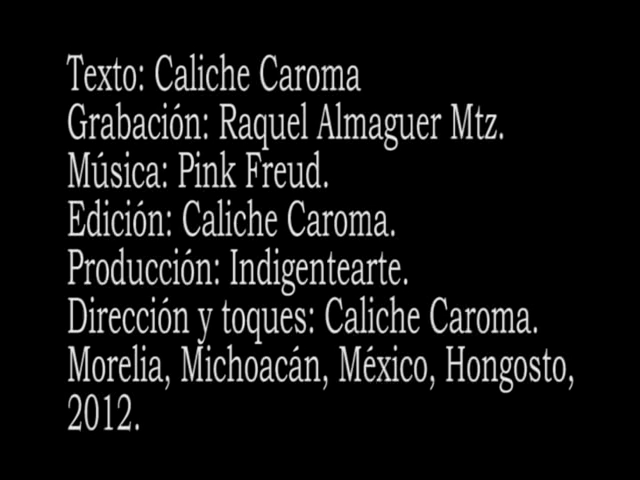 Texto: Caliche Caroma
Grabación: Raquel Almaguer Mtz.
Música: Pink Freud.
Edición: Caliche Caroma.
Producción: Indigentearte.
Dirección y toques: Caliche Caroma.
Morelia, Michoacán, México, Hongosto,
2012.